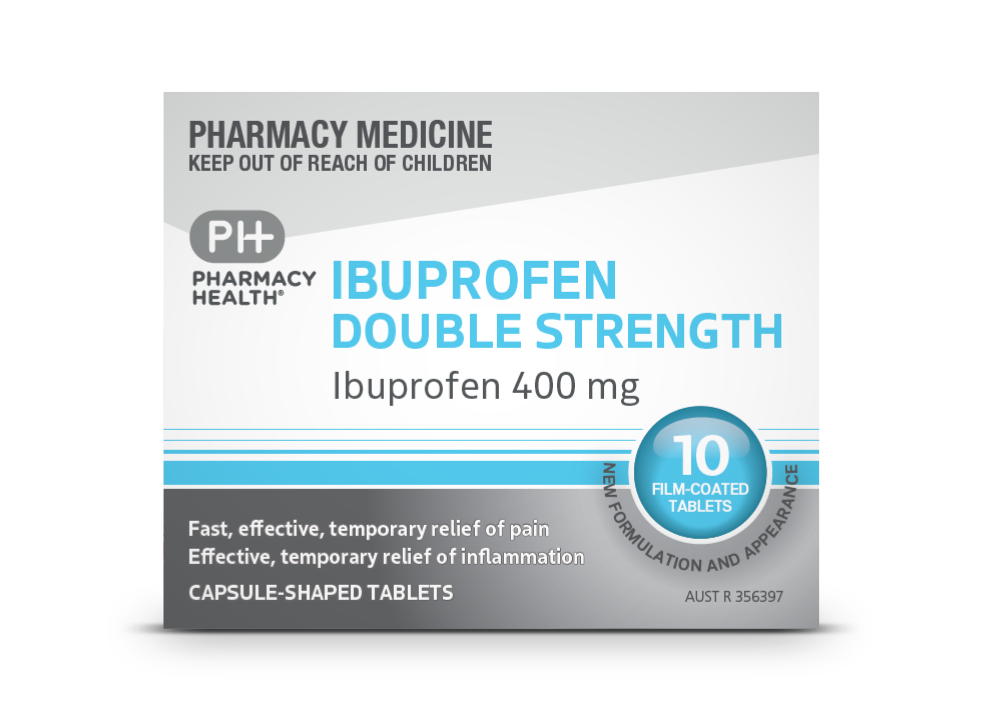 PHARMACY MEDICINE
KEEP OUT OF REACH OF CHILDREN
PH
PHARMACY
HEALTH®
IBUPROFEN
DOUBLE STRENGTH
Ibuprofen 400 mg
10
FILM-COATED
TABLETS
NEW FORMULATION AND APPEARANCE
Fast, effective, temporary relief of pain
Effective, temporary relief of inflammation
CAPSULE-SHAPED TABLETS
AUST R 356397